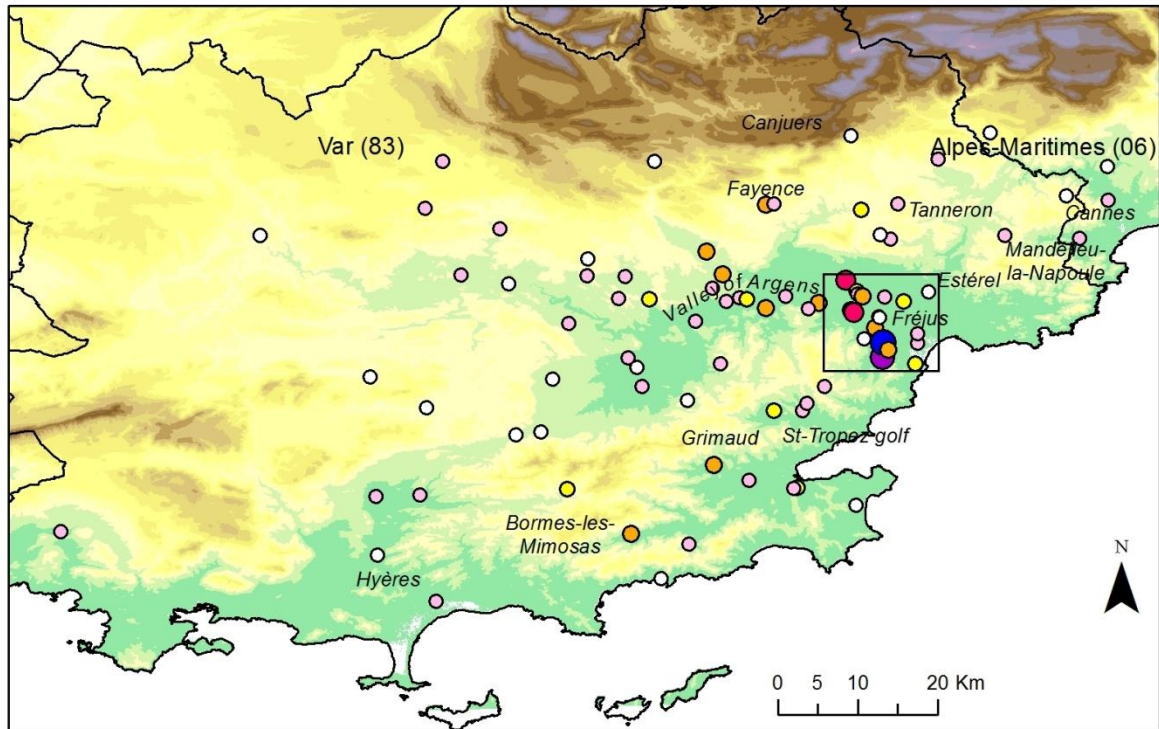 Canjuers
Var (83)
Alpes-Maritimes (06)
Fayence
Tanneron
Cannes
Mandelieu-
la-Napoule
Estérel
Valley of Argens
Fréjus
Grimaud
St-Tropez-golf
Bormes-les-
Mimosas
Hyères
N
0 5 10 20 Km